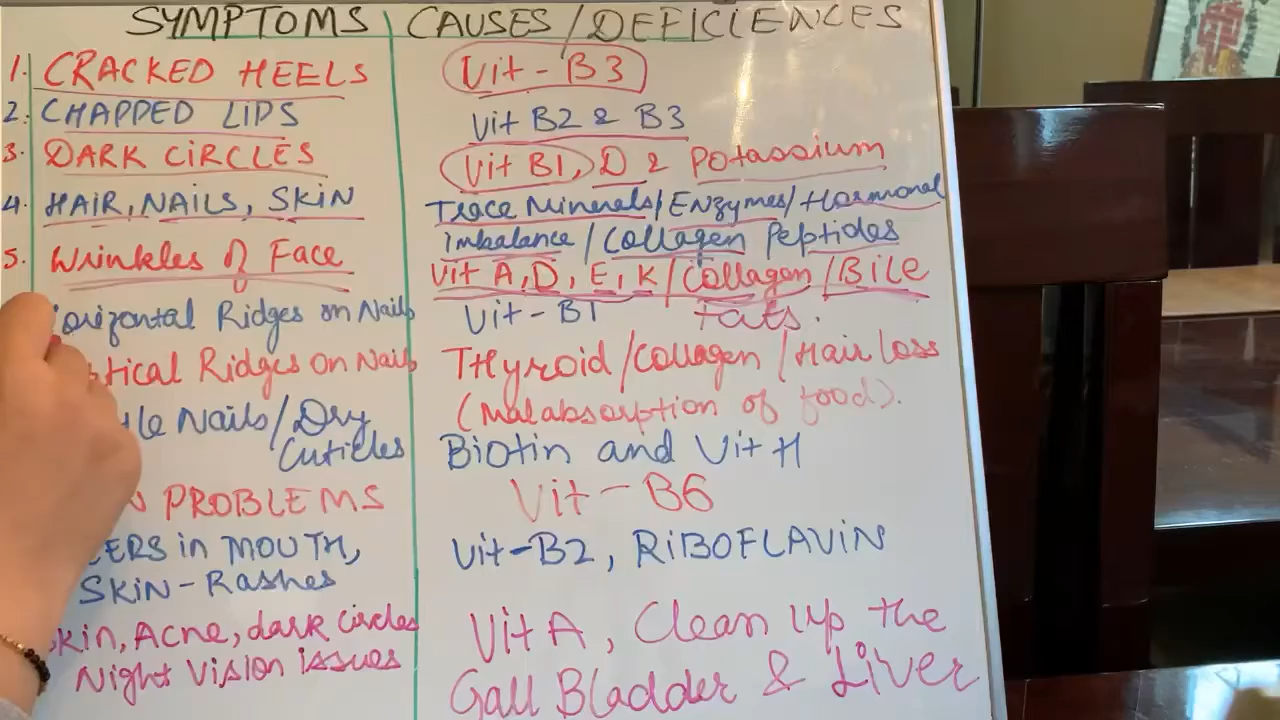 SYMPTOMS CAUSES/DEFICIENCES
1. CRACKED HEELS Vit-B3
2. CHAPPED LIPS Vit B2 & B3
3. DARK CIRCLES Vit B1, D & Potassium
4. HAIR, NAILS, SKIN Trace Minerals/Enzymes/Hormonal
Imbalance/Collagen Peptides
5. Wrinkles of Face Vit A, D, E, K/Collagen/Bile
Fats.
orizontal Ridges on Nails Vit-B1
tical Ridges on Nails Thyroid/Collagen/Hair loss
(Malabsorption of food).
le Nails/Dry
Cuticles Biotin and Vit H
N PROBLEMS Vit-B6
ERS in MOUTH, Vit-B2, RIBOFLAVIN
SKIN-Rashes
kin, Acne, dark circles Vit A, Clean up the
Night Vision issues Gall Bladder & Liver